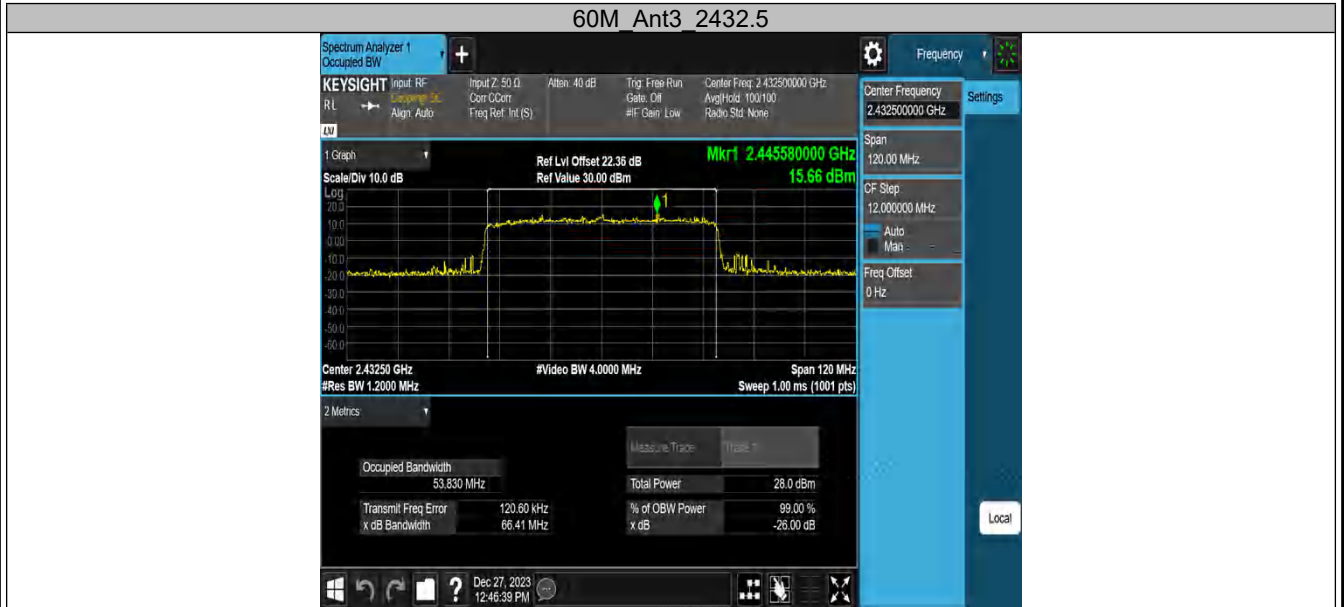 60M_Ant3_2432.5
Spectrum Analyzer 1
Occupied BW
+
Frequency
KEYSIGHT
RL
LXI
Input: RF
Coupling: DC
Align: Auto
Input Z: 50 Ω
Corr CCorr
Freq Ref: Int (S)
Atten: 40 dB
Trig: Free Run
Gate: Off
#IF Gain: Low
Center Freq: 2.432500000 GHz
Avg|Hold: 100/100
Radio Std: None
Center Frequency
2.432500000 GHz
Settings
Span
120.00 MHz
CF Step
12.000000 MHz
Auto
Man
Freq Offset
0 Hz
1 Graph
Scale/Div 10.0 dB
Ref Lvl Offset 22.36 dB
Ref Value 30.00 dBm
Mkr1 2.445580000 GHz
15.66 dBm
Log
20.0
10.0
0.00
-10.0
-20.0
-30.0
-40.0
-50.0
-60.0
1
Center 2.43250 GHz
#Res BW 1.2000 MHz
#Video BW 4.0000 MHz
Span 120 MHz
Sweep 1.00 ms (1001 pts)
2 Metrics
Measure Trace
Trace 1
Occupied Bandwidth
53.830 MHz
Total Power
28.0 dBm
Transmit Freq Error
120.60 kHz
% of OBW Power
99.00 %
x dB Bandwidth
66.41 MHz
x dB
-26.00 dB
Local
?
Dec 27, 2023
12:46:39 PM